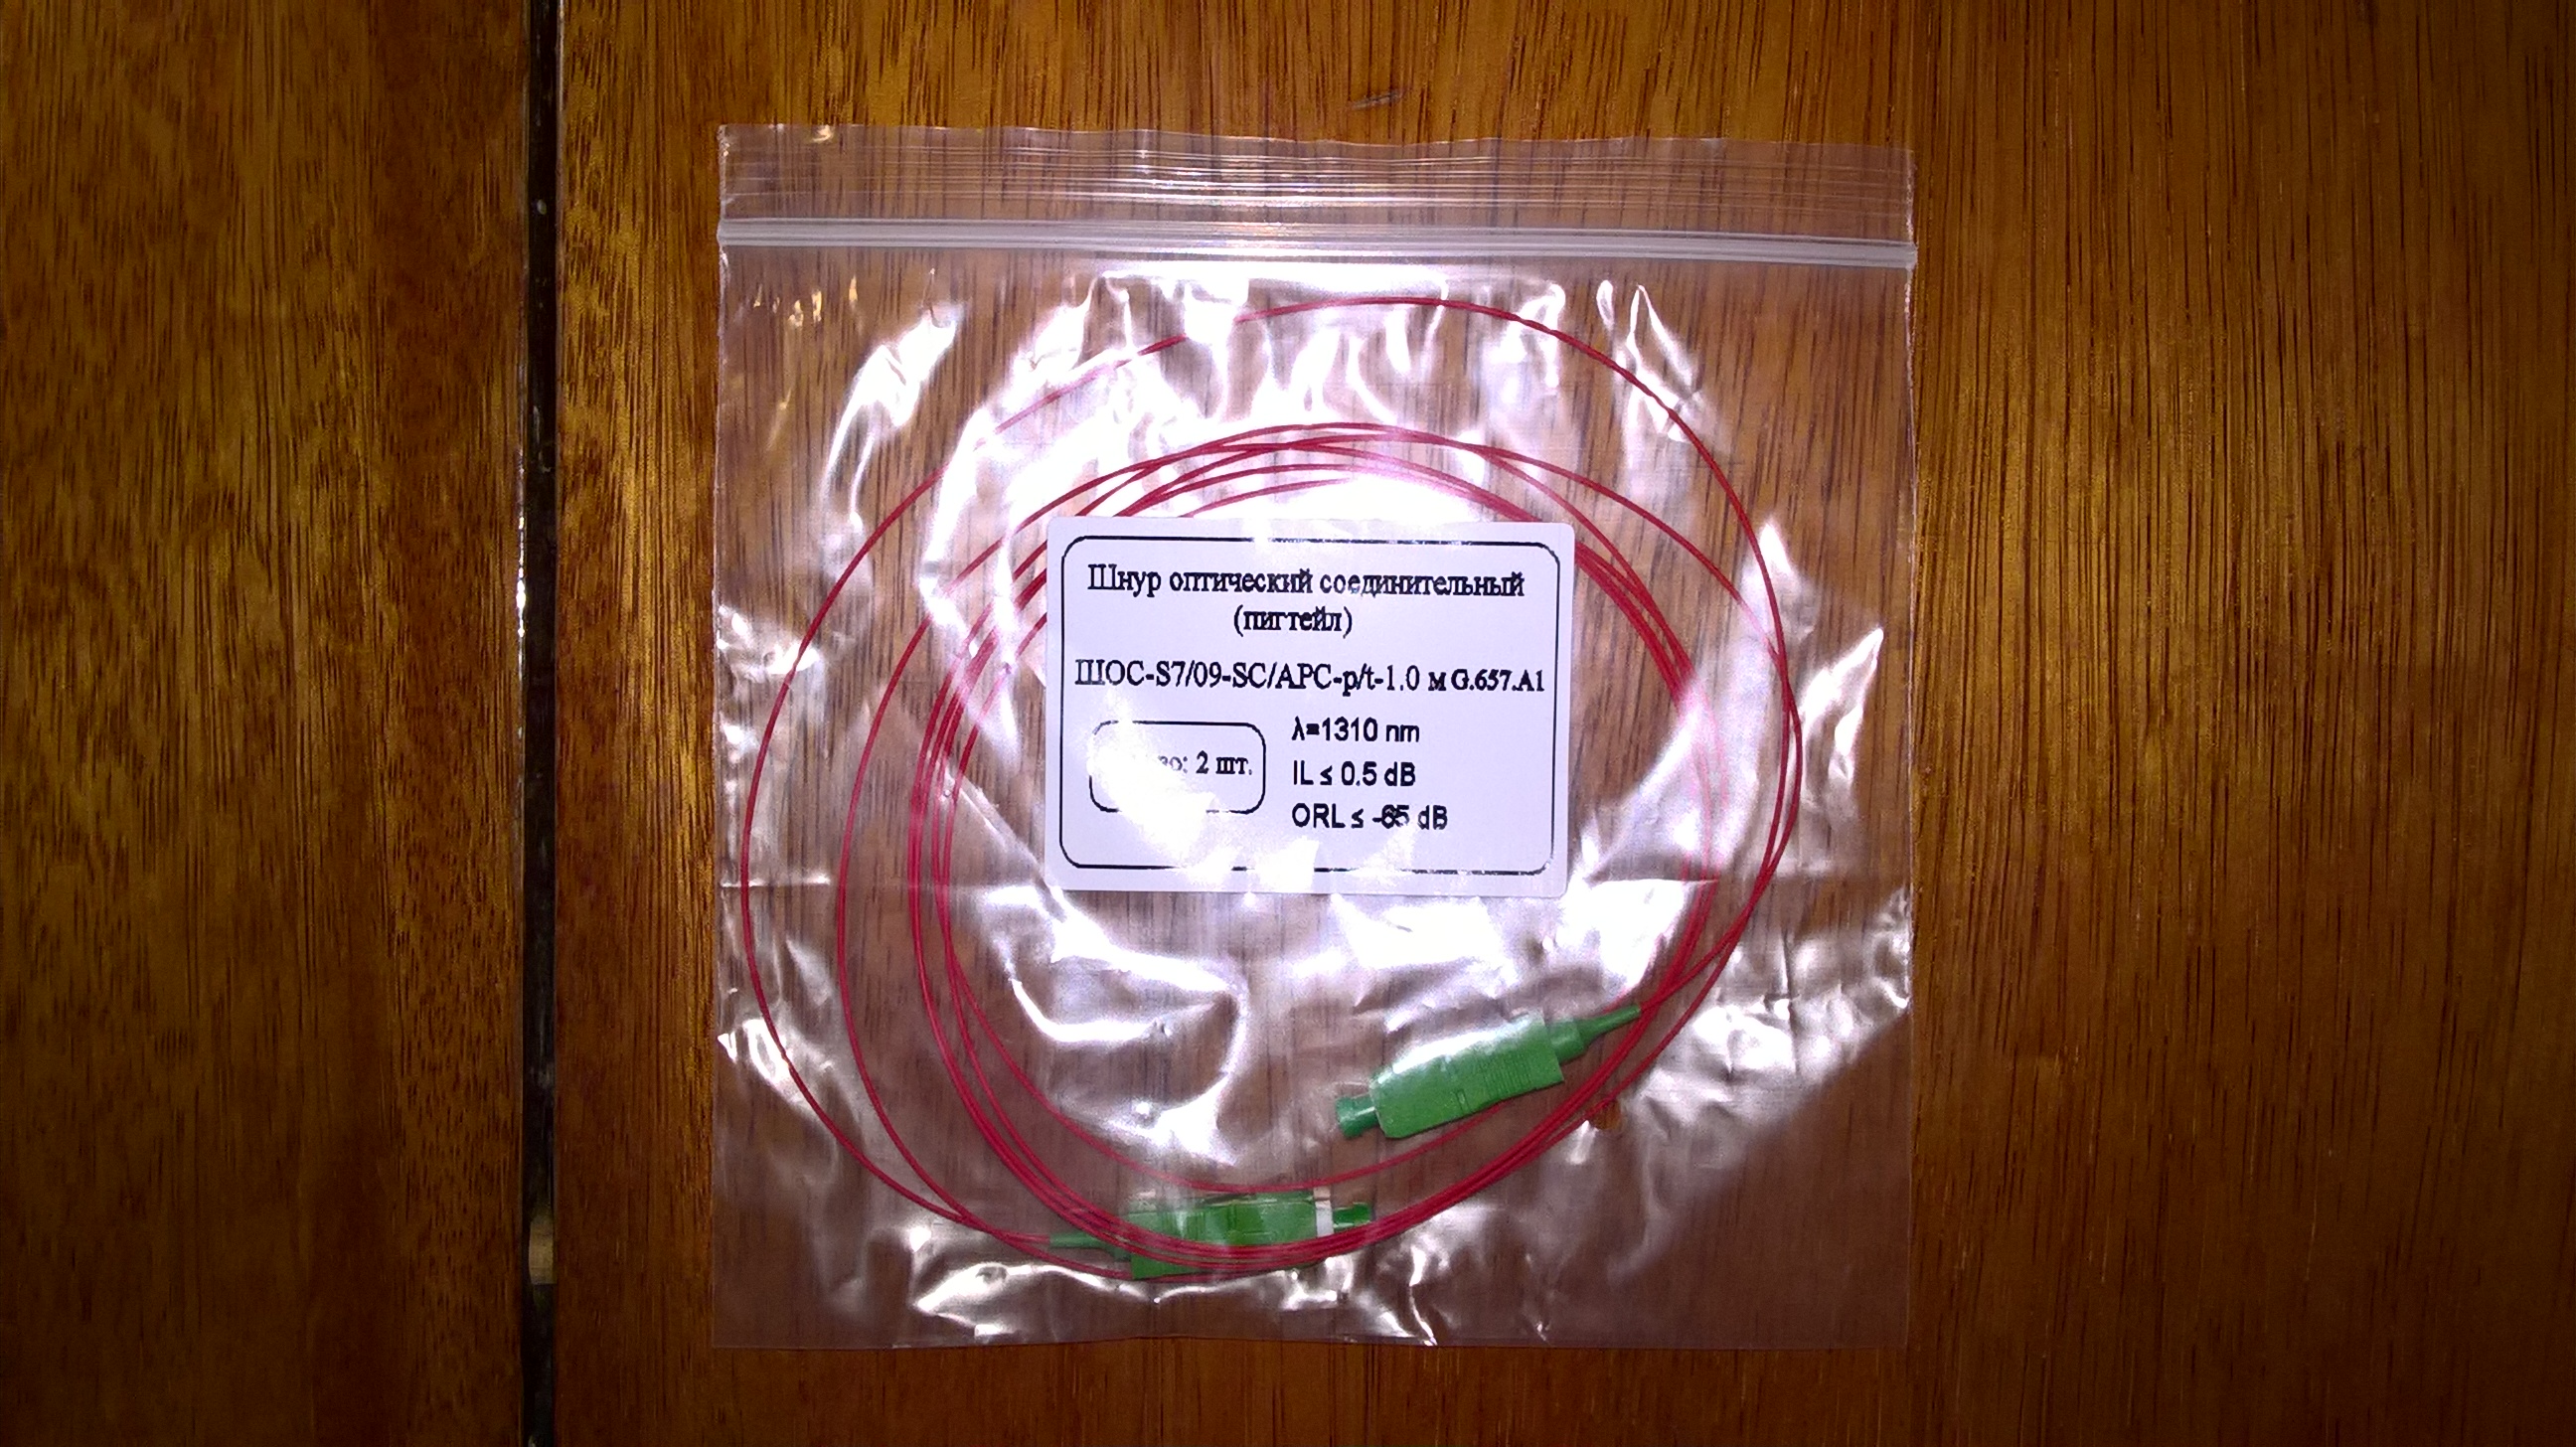 Шнур оптический соединительный
(пигтейл)
ШОС-S7/09-SC/APC-p/t-1.0 м G.657.A1
2 шт.
λ=1310 nm
IL ≤ 0.5 dB
ORL ≤ -65 dB